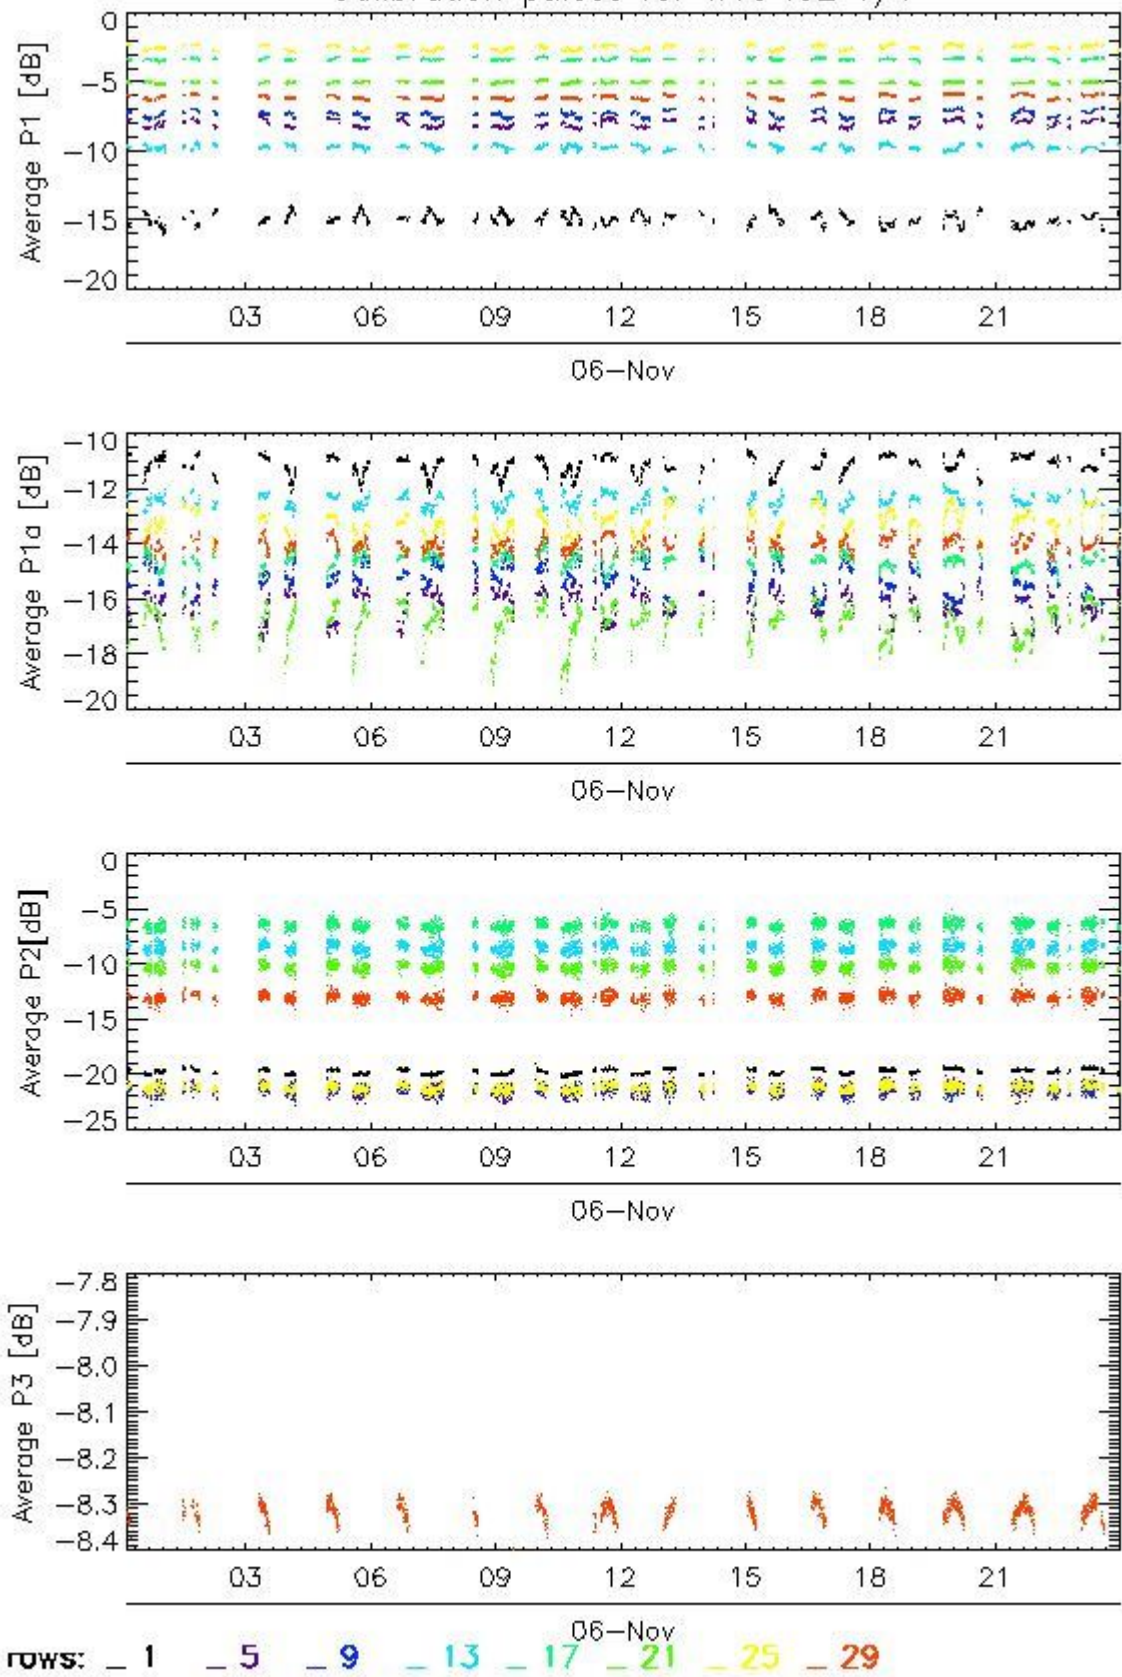 Average P1 [dB]
0
−5
−10
−15
−20
03 06 09 12 15 18 21
06−Nov
Average P1a [dB]
−10
−12
−14
−16
−18
−20
03 06 09 12 15 18 21
06−Nov
Average P2[dB]
0
−5
−10
−15
−20
−25
03 06 09 12 15 18 21
06−Nov
Average P3 [dB]
−7.8
−7.9
−8.0
−8.1
−8.2
−8.3
−8.4
03 06 09 12 15 18 21
06−Nov
rows: _ 1 _ 5 _ 9 _ 13 _ 17 _ 21 _ 25 _ 29